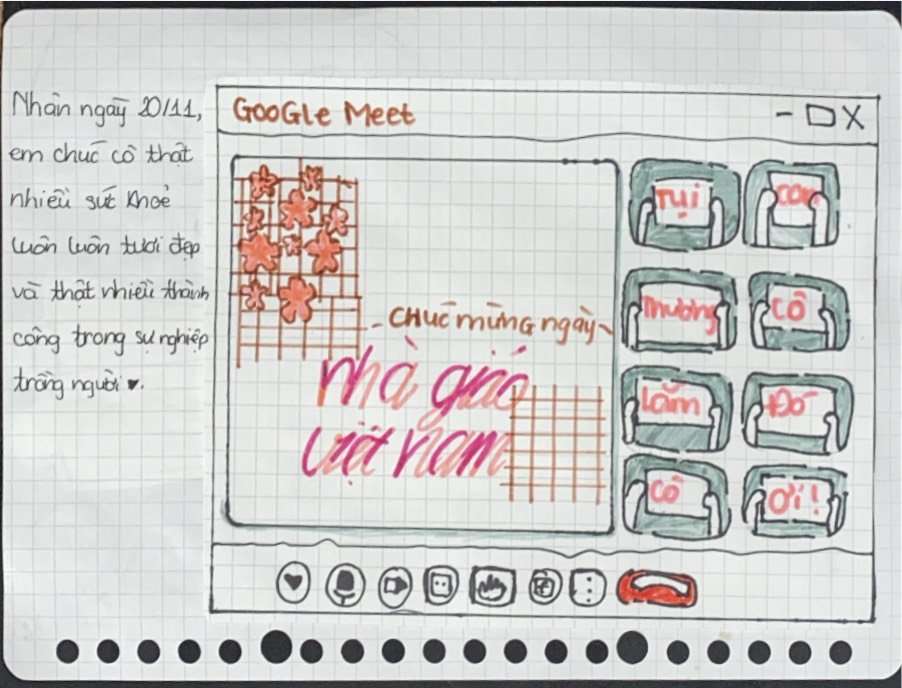 Nhân ngày 20/11,
em chúc cô thật
nhiều sức khoẻ
luôn luôn tươi đẹp
và thật nhiều thành
công trong sự nghiệp
trồng người ♥.
GooGle Meet
- CHÚC mừng ngày -
nhà giáo
việt nam
Tụi
con
Thương
Cô
Lắm
Đó
Cô
Ơi!